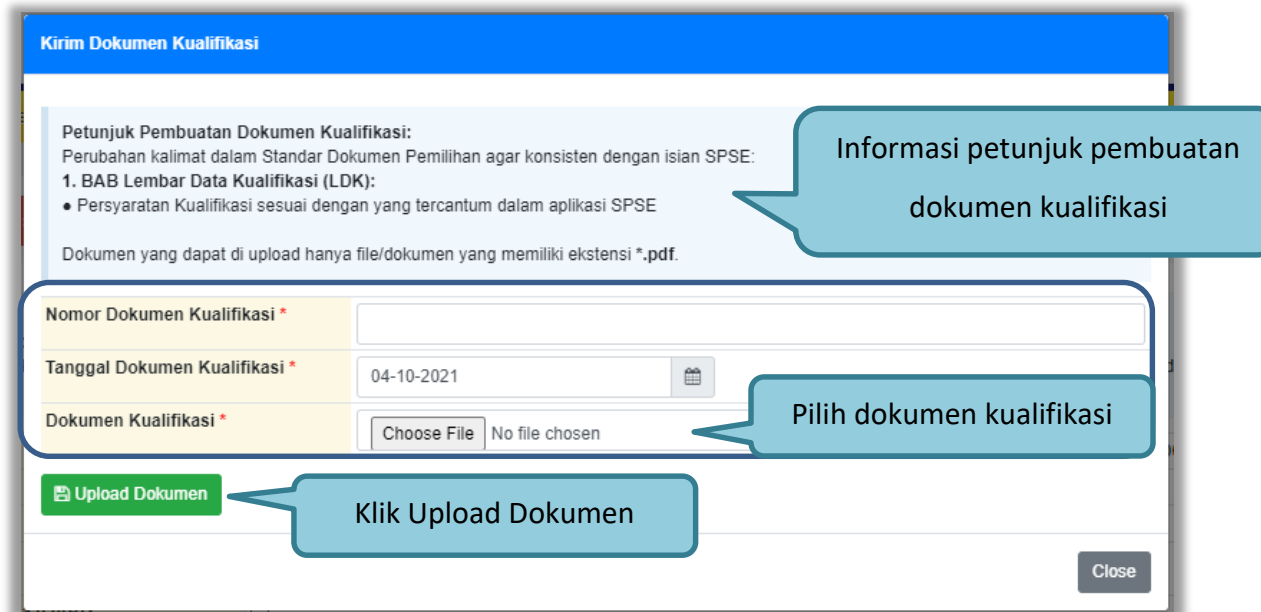 Kirim Dokumen Kualifikasi
Petunjuk Pembuatan Dokumen Kualifikasi:
Perubahan kalimat dalam Standar Dokumen Pemilihan agar konsisten dengan isian SPSE:
1. BAB Lembar Data Kualifikasi (LDK):
● Persyaratan Kualifikasi sesuai dengan yang tercantum dalam aplikasi SPSE
Dokumen yang dapat di upload hanya file/dokumen yang memiliki ekstensi *.pdf.
Informasi petunjuk pembuatan
dokumen kualifikasi
Nomor Dokumen Kualifikasi *
Tanggal Dokumen Kualifikasi *
04-10-2021
Dokumen Kualifikasi *
Choose File No file chosen
Pilih dokumen kualifikasi
Upload Dokumen
Klik Upload Dokumen
Close